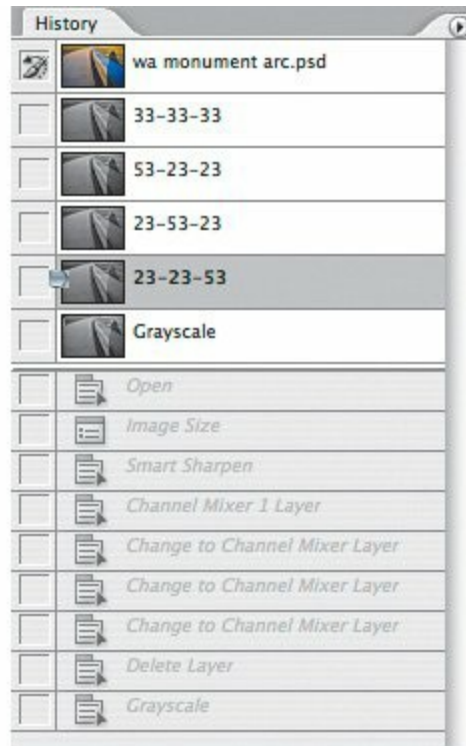 History
wa monument arc.psd
33-33-33
53-23-23
23-53-23
23-23-53
Grayscale
Open
Image Size
Smart Sharpen
Channel Mixer 1 Layer
Change to Channel Mixer Layer
Change to Channel Mixer Layer
Change to Channel Mixer Layer
Delete Layer
Grayscale